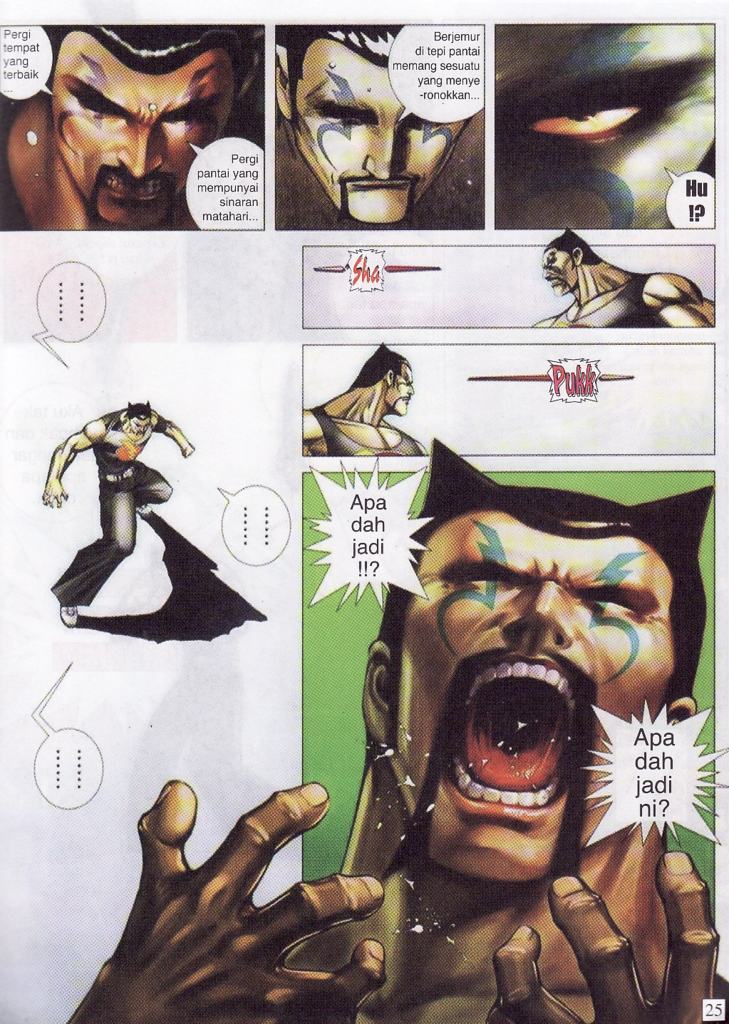 Pergi
tempat
yang
terbaik
...
Pergi
pantai yang
mempunyai
sinaran
matahari...
Berjemur
di tepi pantai
memang sesuatu
yang menye
-ronokkan...
Hu
!?
Sha
Pukk
......
......
......
......
Apa
dah
jadi
!!?
......
......
Apa
dah
jadi
ni?
25